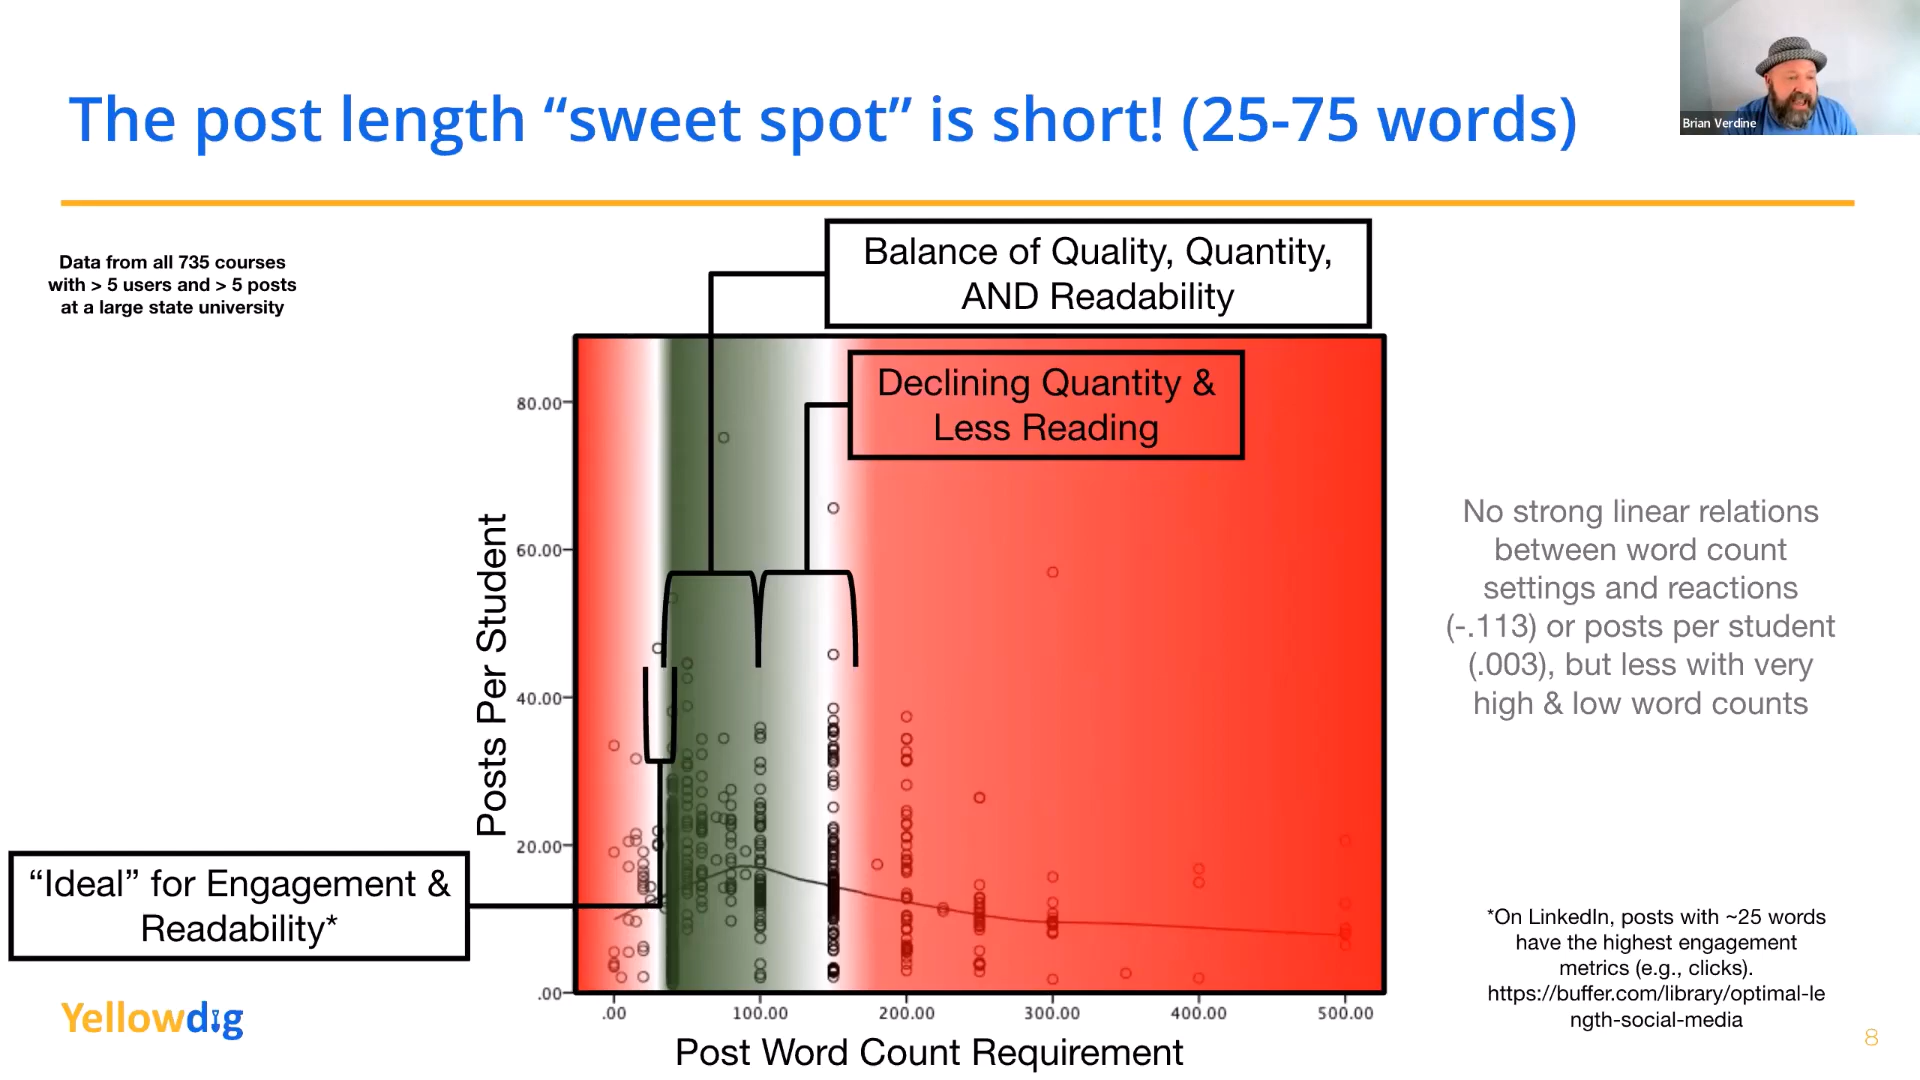 The post length “sweet spot” is short! (25-75 words)
Brian Verdine
Data from all 735 courses
with > 5 users and > 5 posts
at a large state university
Balance of Quality, Quantity,
AND Readability
Declining Quantity &
Less Reading
80.00
60.00
40.00
20.00
.00
Posts Per Student
“Ideal” for Engagement &
Readability*
.00
100.00
200.00
300.00
400.00
500.00
Post Word Count Requirement
No strong linear relations
between word count
settings and reactions
(-.113) or posts per student
(.003), but less with very
high & low word counts
*On LinkedIn, posts with ~25 words
have the highest engagement
metrics (e.g., clicks).
https://buffer.com/library/optimal-le
ngth-social-media
Yellowdig
8